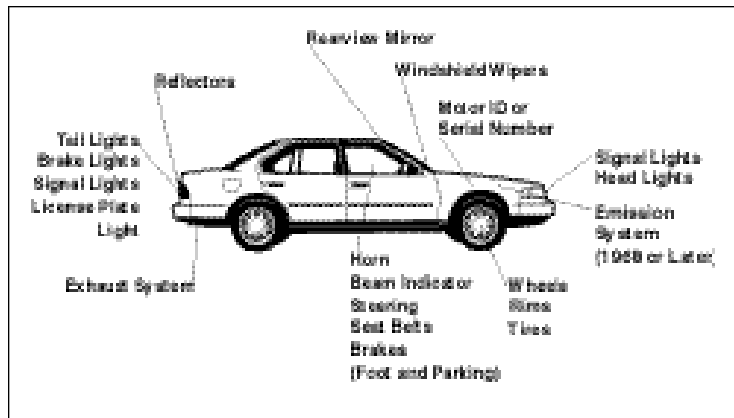 Rearview Mirror
Windshield Wipers
Reflectors
Motor ID or
Serial Number
Tail Lights
Brake Lights
Signal Lights
License Plate
Light
Signal Lights
Head Lights
Emission
System
(1968 or Later)
Exhaust System
Horn
Beam Indicator
Steering
Seat Belts
Brakes
(Foot and Parking)
Wheels
Rims
Tires